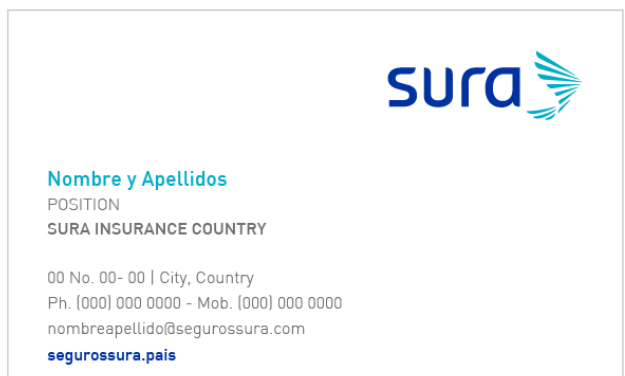 sura
Nombre y Apellidos
POSITION
SURA INSURANCE COUNTRY
00 No. 00- 00 | City, Country
Ph. (000) 000 0000 - Mob. (000) 000 0000
nombreapellido@segurossura.com
segurossura.pais